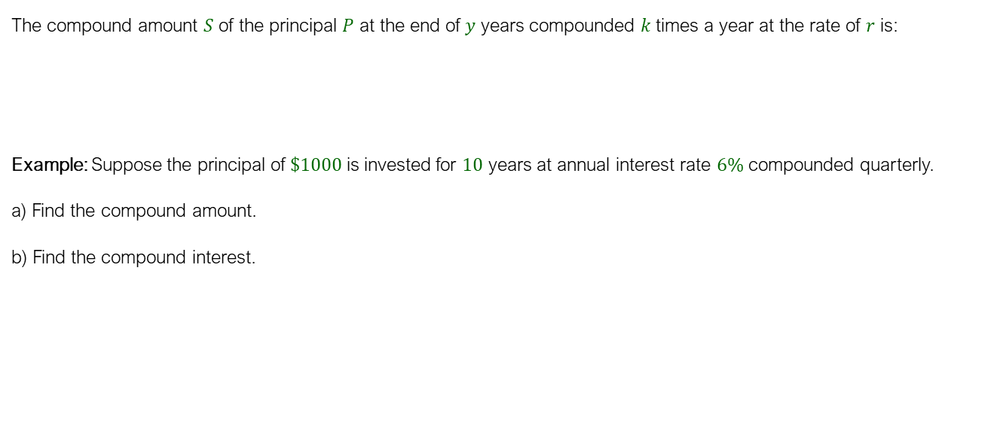 The compound amount S of the principal P at the end of y years compounded k times a year at the rate of r is:
Example: Suppose the principal of $1000 is invested for 10 years at annual interest rate 6% compounded quarterly.
a) Find the compound amount.
b) Find the compound interest.